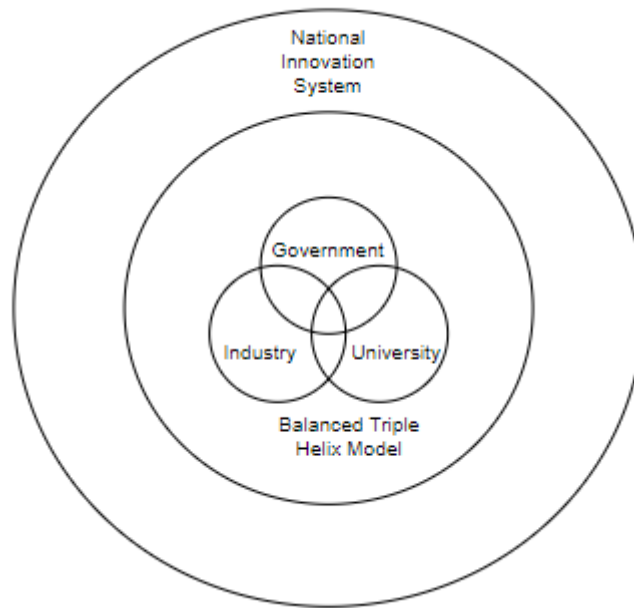 National
Innovation
System
Government
Industry
University
Balanced Triple
Helix Model